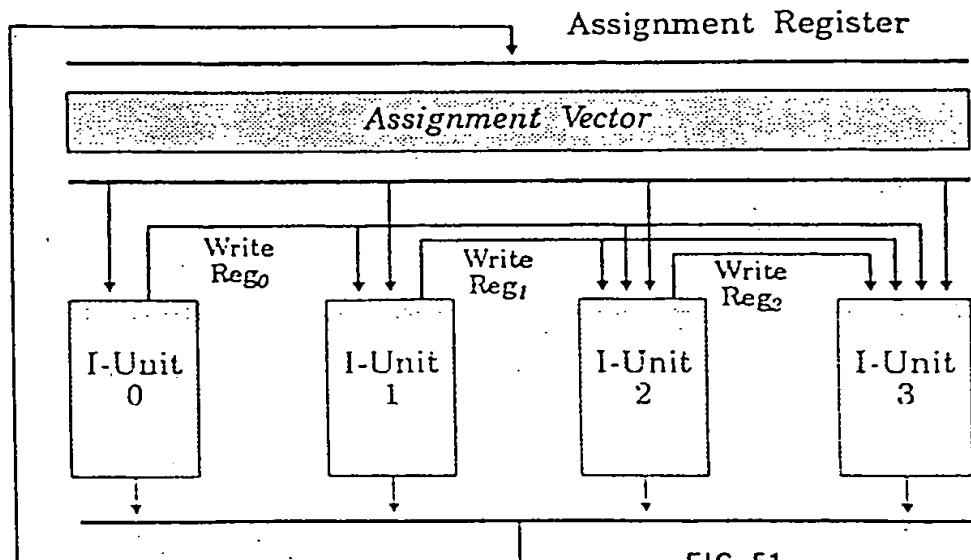 Assignment Register
Assignment Vector
Write
Reg0
Write
Reg1
Write
Reg2
I-Unit
0
I-Unit
1
I-Unit
2
I-Unit
3
FIG. 51